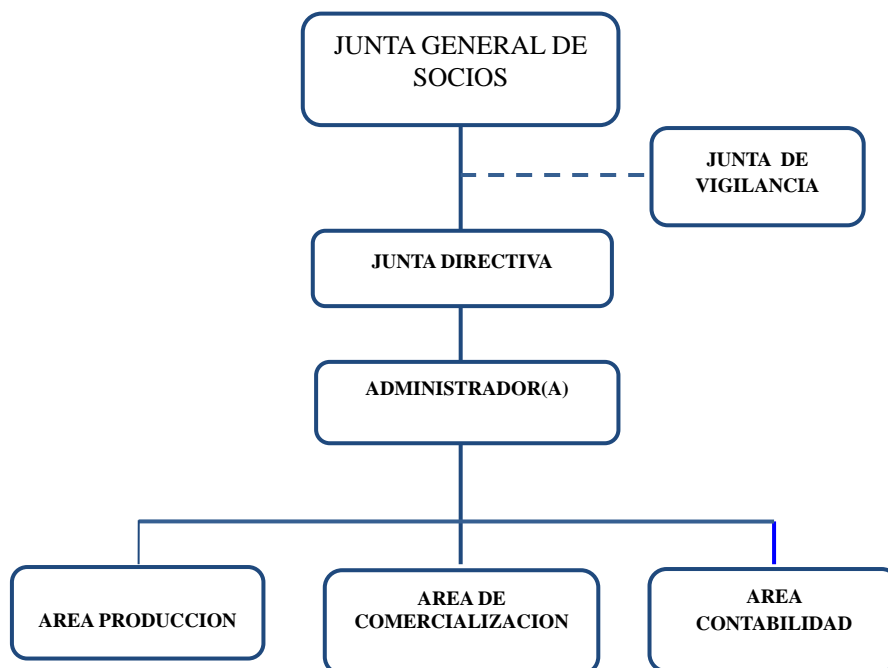 JUNTA GENERAL DE
SOCIOS
JUNTA DE
VIGILANCIA
JUNTA DIRECTIVA
ADMINISTRADOR(A)
AREA PRODUCCION
AREA DE
COMERCIALIZACION
AREA
CONTABILIDAD